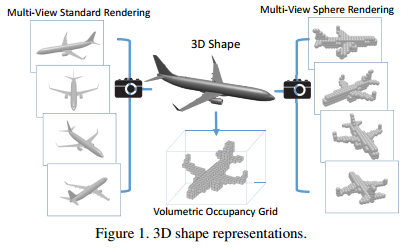 Multi-View Standard Rendering
Multi-View Sphere Rendering
3D Shape
Volumetric Occupancy Grid
Figure 1. 3D shape representations.